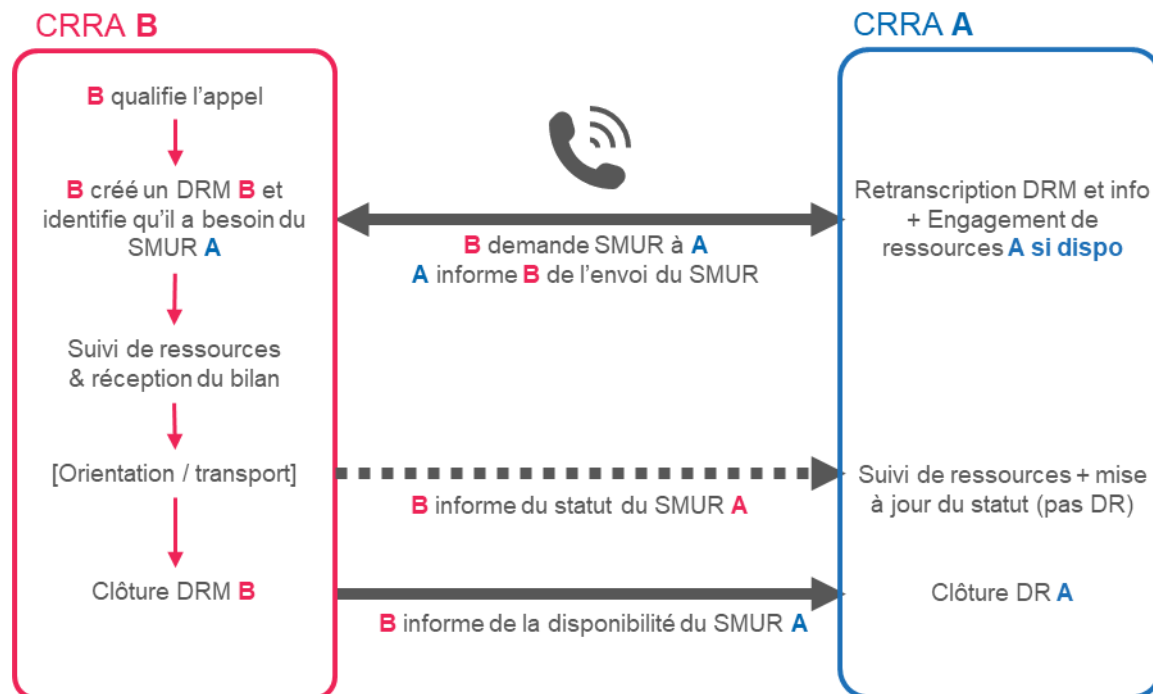 CRRA B
B qualifie l'appel
B créé un DRM B et
identifie qu'il a besoin du
SMUR A
Suivi de ressources
& réception du bilan
[Orientation / transport]
Clôture DRM B
B demande SMUR à A
A informe B de l'envoi du SMUR
B informe du statut du SMUR A
B informe de la disponibilité du SMUR A
CRRA A
Retranscription DRM et info
+ Engagement de
ressources A si dispo
Suivi de ressources + mise
à jour du statut (pas DR)
Clôture DR A